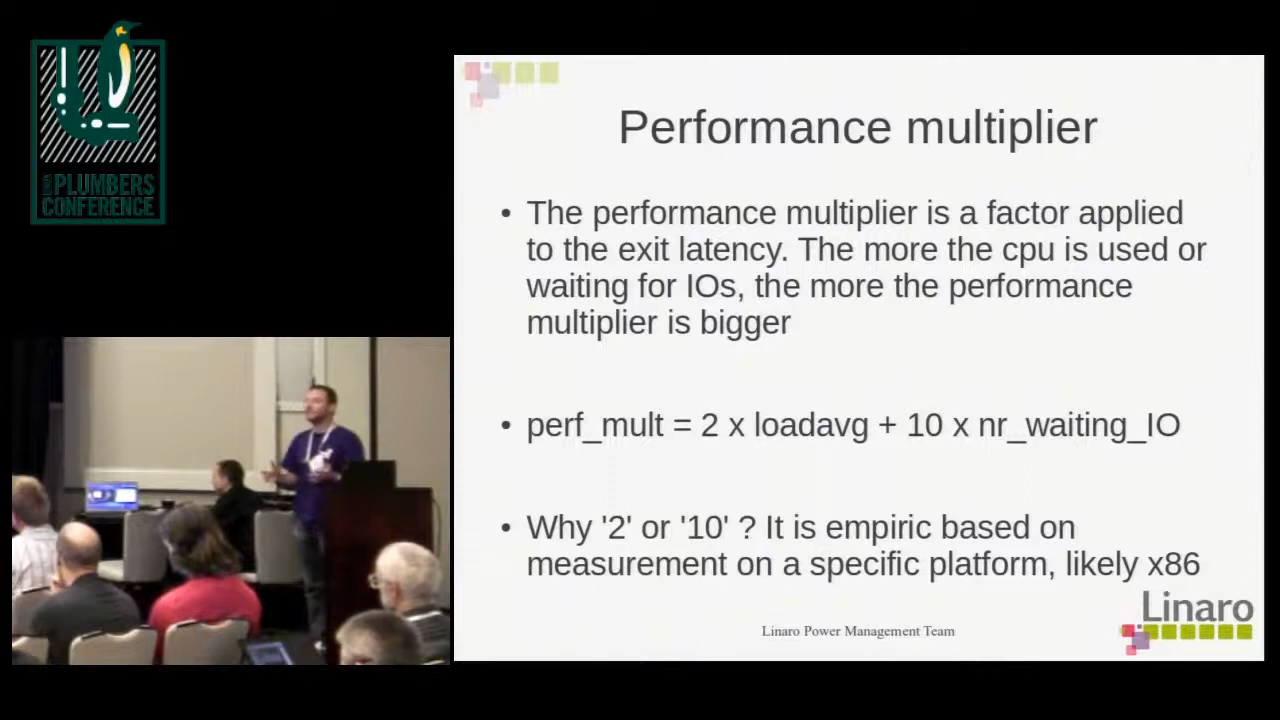 LINUX
PLUMBERS
CONFERENCE
Performance multiplier
• The performance multiplier is a factor applied
to the exit latency. The more the cpu is used or
waiting for IOs, the more the performance
multiplier is bigger
• perf_mult = 2 x loadavg + 10 x nr_waiting_IO
• Why '2' or '10' ? It is empiric based on
measurement on a specific platform, likely x86
Linaro
Linaro Power Management Team